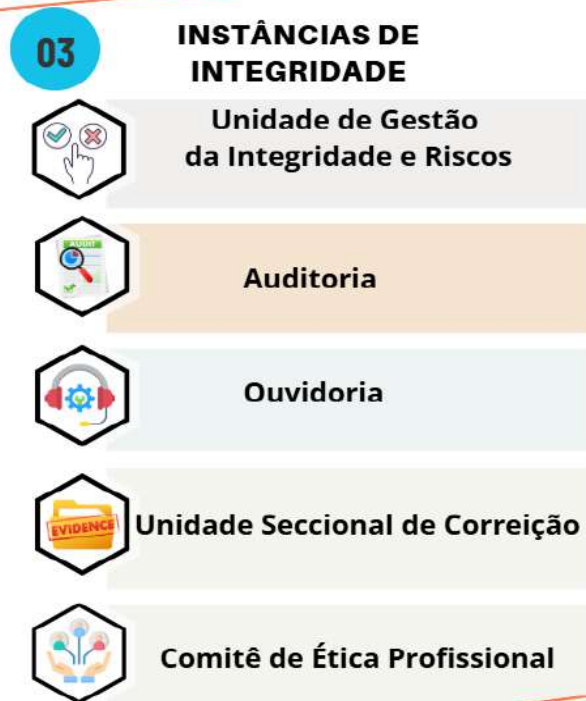 03
INSTÂNCIAS DE
INTEGRIDADE
Unidade de Gestão
da Integridade e Riscos
AUDIT
Auditoria
Ouvidoria
EVIDENCE
Unidade Seccional de Correição
Comitê de Ética Profissional